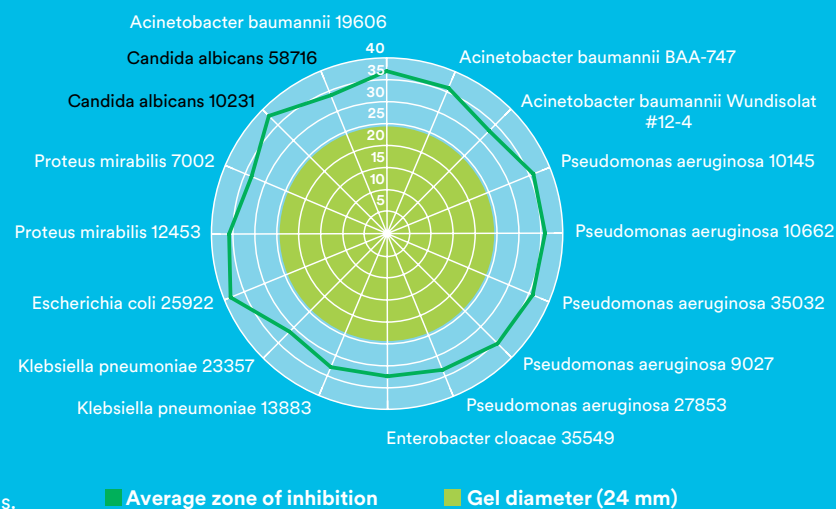 Acinetobacter baumannii 19606
Candida albicans 58716
Acinetobacter baumannii BAA-747
Candida albicans 10231
Acinetobacter baumannii Wundisolat
#12-4
Proteus mirabilis 7002
Pseudomonas aeruginosa 10145
Proteus mirabilis 12453
Pseudomonas aeruginosa 10662
Escherichia coli 25922
Pseudomonas aeruginosa 35032
Klebsiella pneumoniae 23357
Pseudomonas aeruginosa 9027
Klebsiella pneumoniae 13883
Pseudomonas aeruginosa 27853
Enterobacter cloacae 35549
40
35
30
25
20
15
10
5
s.
Average zone of inhibition
Gel diameter (24 mm)